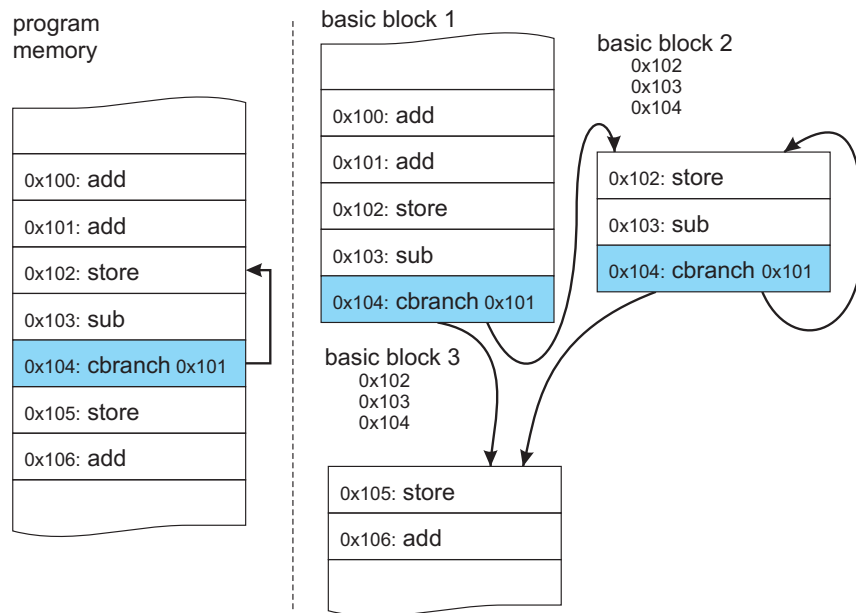 program
memory
0x100: add
0x101: add
0x102: store
0x103: sub
0x104: cbranch 0x101
0x105: store
0x106: add
basic block 1
0x100: add
0x101: add
0x102: store
0x103: sub
0x104: cbranch 0x101
basic block 2
0x102
0x103
0x104
0x102: store
0x103: sub
0x104: cbranch 0x101
basic block 3
0x102
0x103
0x104
0x105: store
0x106: add